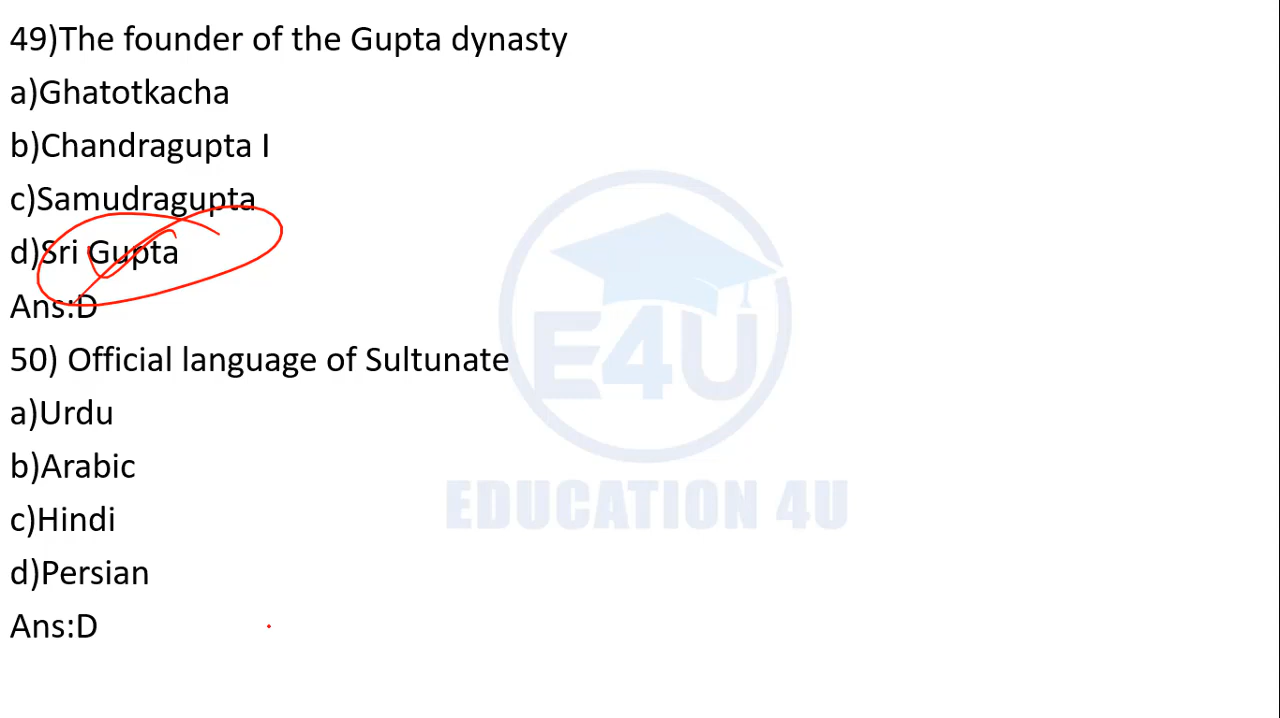 49)The founder of the Gupta dynasty
a)Ghatotkacha
b)Chandragupta I
c)Samudragupta
d)Sri Gupta
Ans:D
50) Official language of Sultunate
a)Urdu
b)Arabic
c)Hindi
d)Persian
Ans:D
E4U
EDUCATION 4U